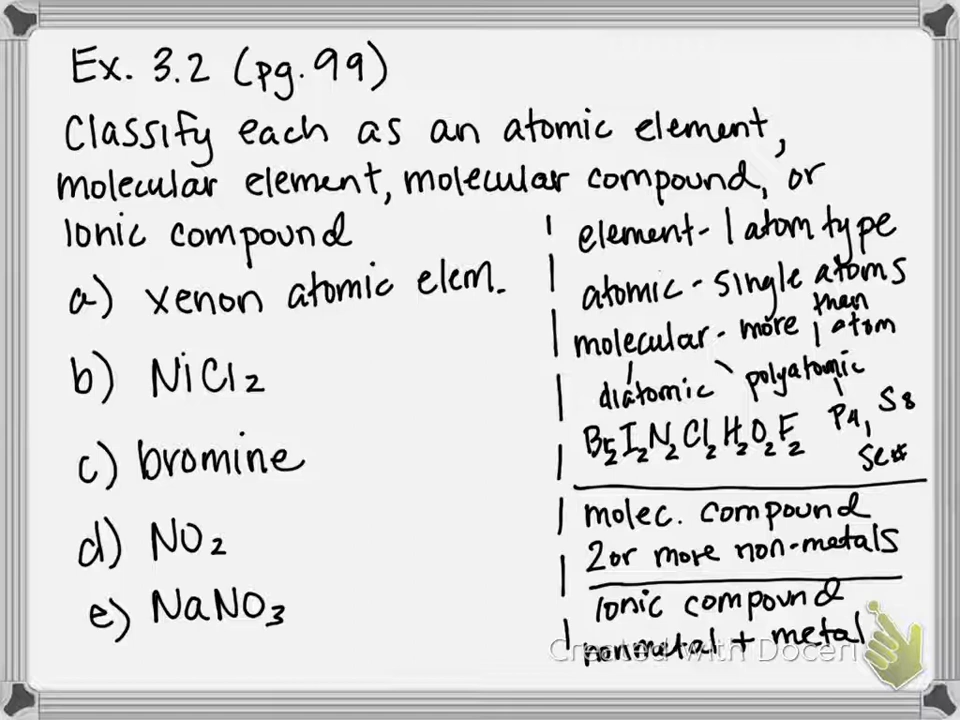 Ex. 3.2 (pg. 99)
Classify each as an atomic element,
molecular element, molecular compound, or
Ionic compound
a) xenon atomic elem.
b) NiCl2
c) bromine
d) NO2
e) NaNO3
element - 1 atom type
atomic - single atoms
molecular - more than 1 atom
diatomic polyatomic
Br2 I2 N2 Cl2 H2 O2 F2 P4, S8
Se8
molec. compound
2 or more non-metals
Ionic compound
nonmetal + metal
Created with Doceri